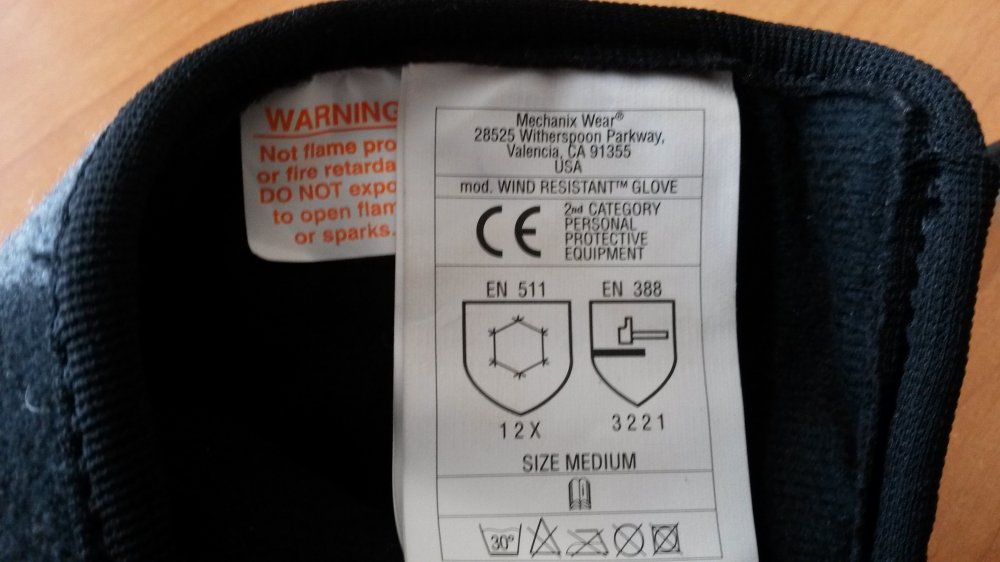 WARNING
Not flame pro
or fire retarda
DO NOT expo
to open flam
or sparks.
Mechanix Wear®
28525 Witherspoon Parkway,
Valencia, CA 91355
USA
mod. WIND RESISTANT™ GLOVE
CE
2nd CATEGORY
PERSONAL
PROTECTIVE
EQUIPMENT
EN 511
12X
EN 388
3221
SIZE MEDIUM
30°